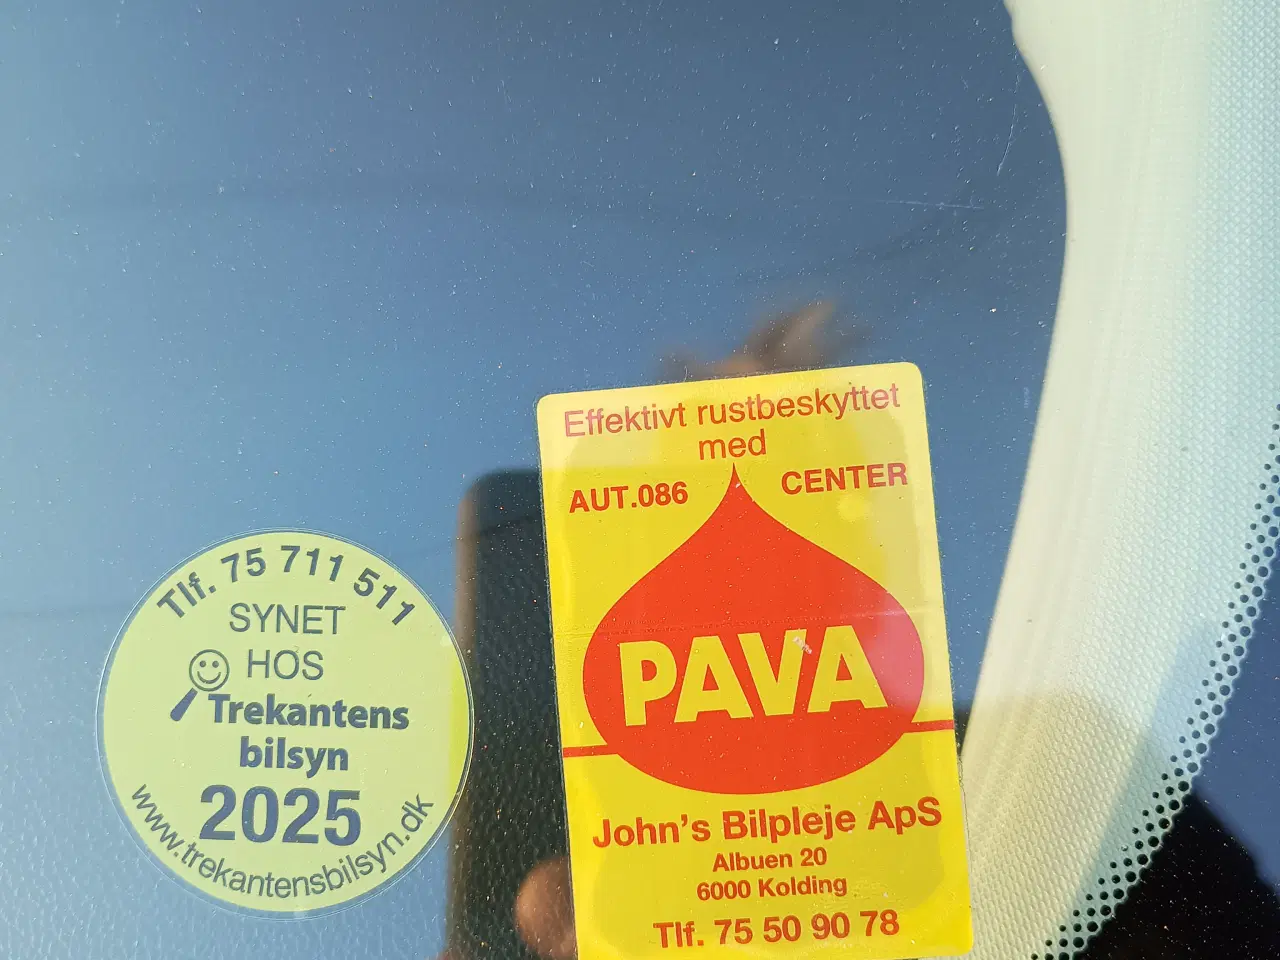 Tlf. 75 711 511
SYNET
HOS
Trekantens
bilsyn
2025
www.trekantensbilsyn.dk
Effektivt rustbeskyttet
med
AUT.086 CENTER
PAVA
John's Bilpleje ApS
Albuen 20
6000 Kolding
Tlf. 75 50 90 78